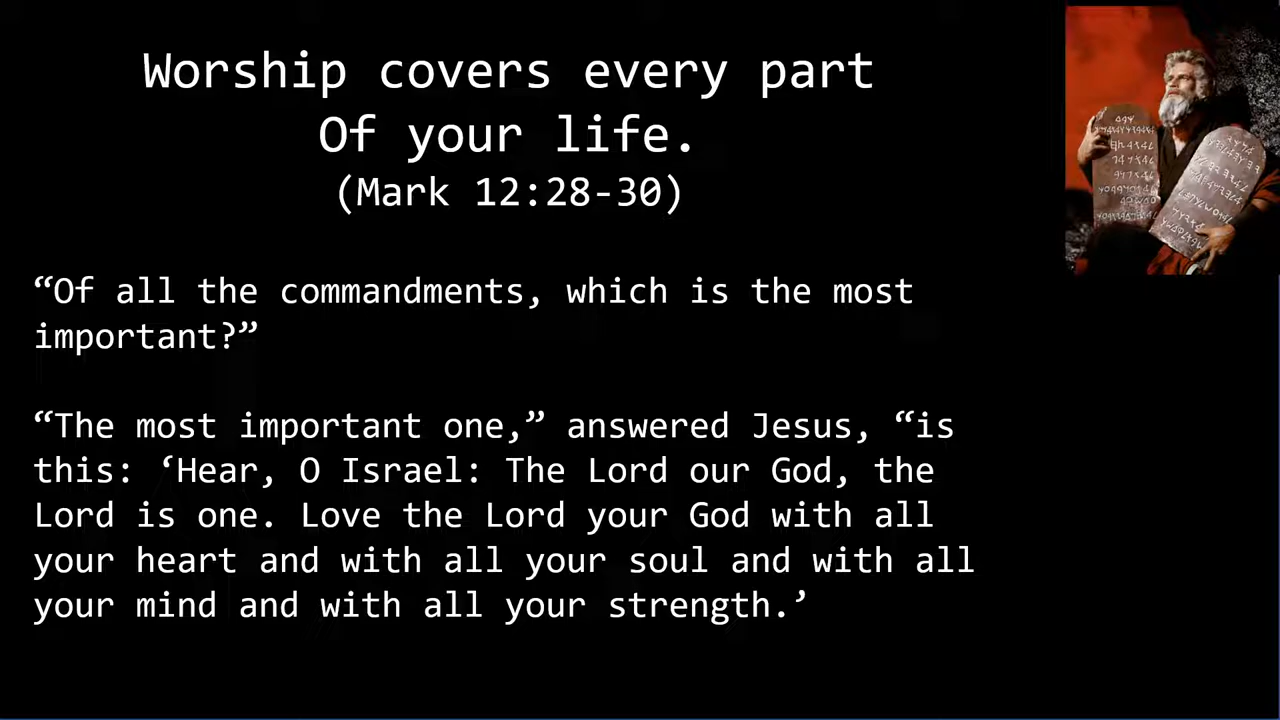 Worship covers every part
Of your life.
(Mark 12:28-30)
“Of all the commandments, which is the most
important?”
“The most important one,” answered Jesus, “is
this: ‘Hear, O Israel: The Lord our God, the
Lord is one. Love the Lord your God with all
your heart and with all your soul and with all
your mind and with all your strength.’